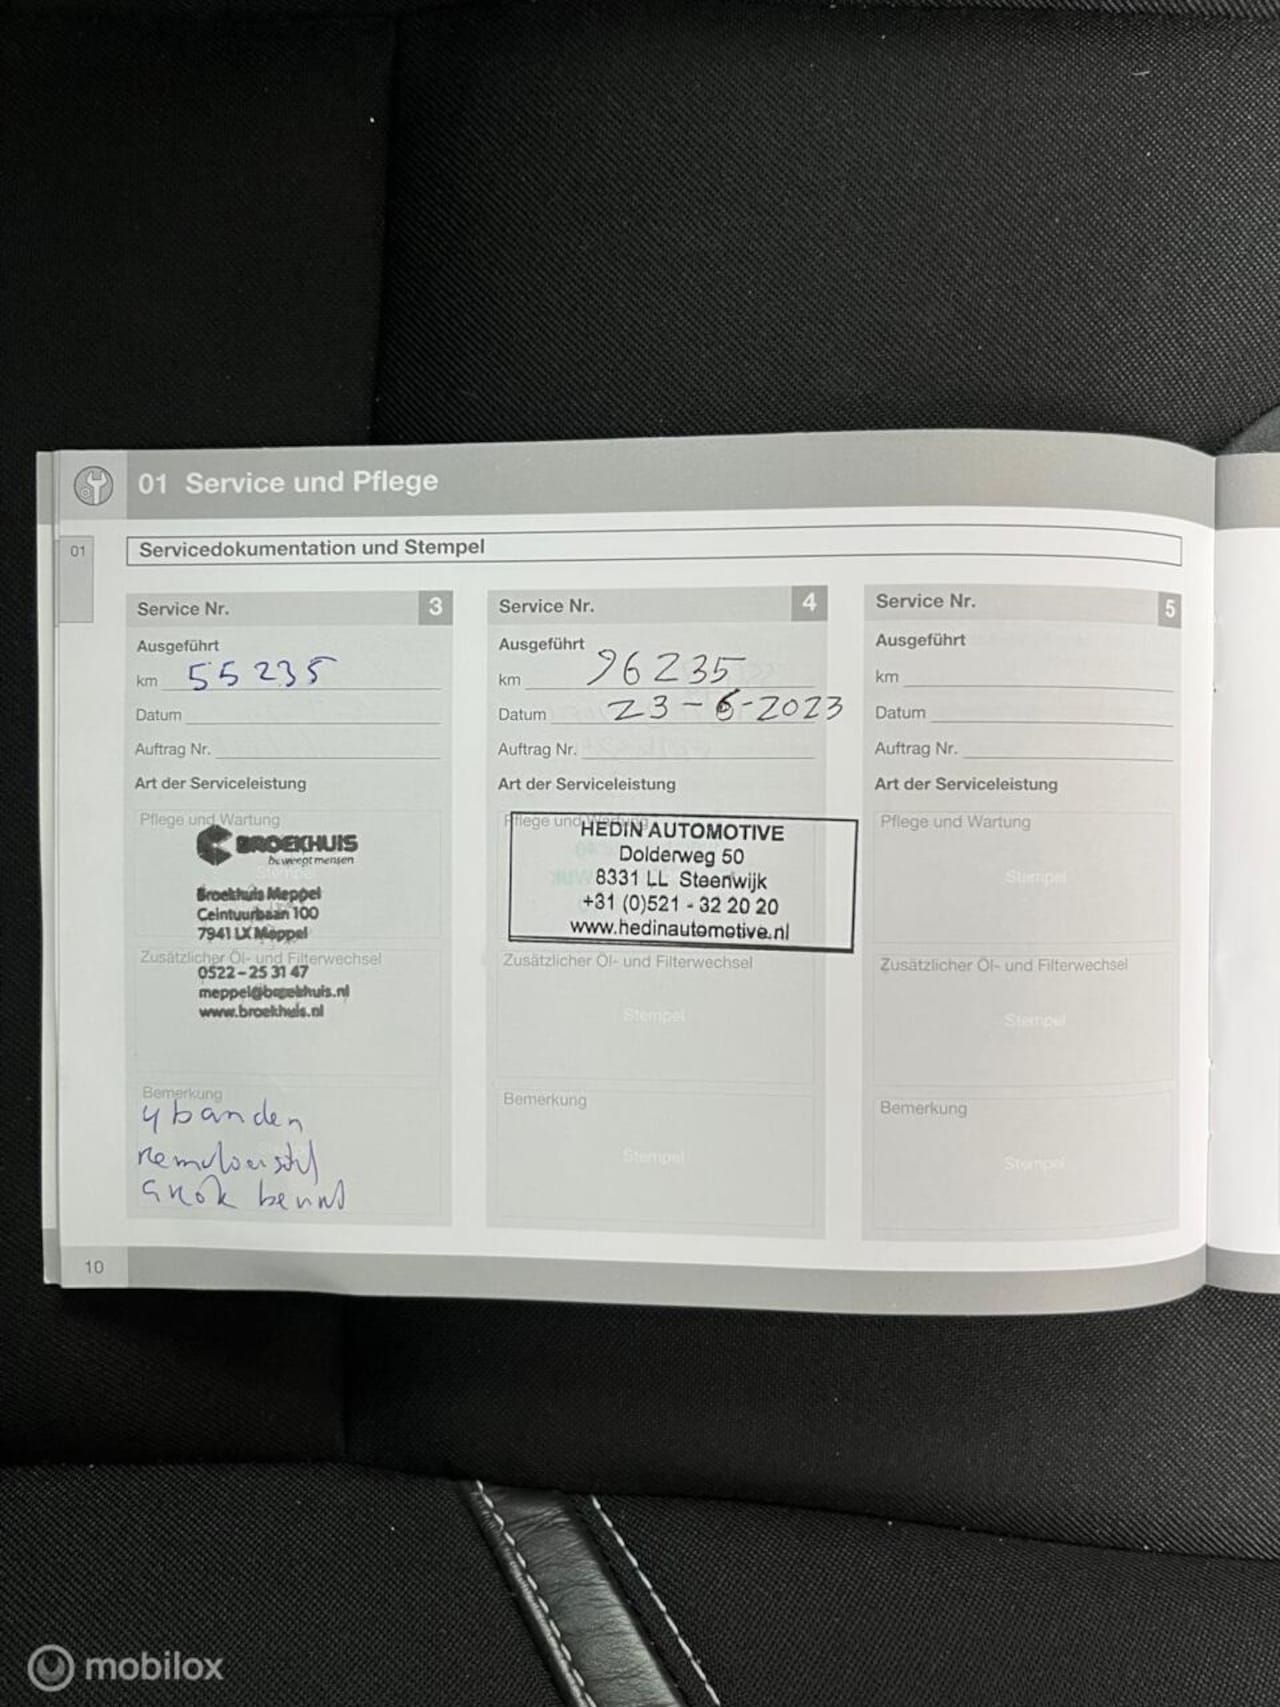 01 Service und Pflege
01
Servicedokumentation und Stempel
Service Nr. 3
Ausgeführt
km 55235
Datum
Auftrag Nr.
Art der Serviceleistung
Pflege und Wartung
BROEKHUIS
beweegt mensen
Stempel
Broekhuis Meppel
Ceintuurbaan 100
7941 LX Meppel
Zusätzlicher Öl- und Filterwechsel
0522-25 31 47
meppel@broekhuis.nl
www.broekhuis.nl
Bemerkung
4 banden
remvloeistof
Service Nr. 4
Ausgeführt
km 96235
Datum 23-6-2023
Auftrag Nr.
Art der Serviceleistung
Pflege und Wartung
HEDIN AUTOMOTIVE
Dolderweg 50
8331 LL Steenwijk
+31 (0)521 - 32 20 20
www.hedinautomotive.nl
Zusätzlicher Öl- und Filterwechsel
Stempel
Bemerkung
Stempel
Service Nr. 5
Ausgeführt
km
Datum
Auftrag Nr.
Art der Serviceleistung
Pflege und Wartung
Stempel
Zusätzlicher Öl- und Filterwechsel
Stempel
Bemerkung
Stempel
10
mobilox